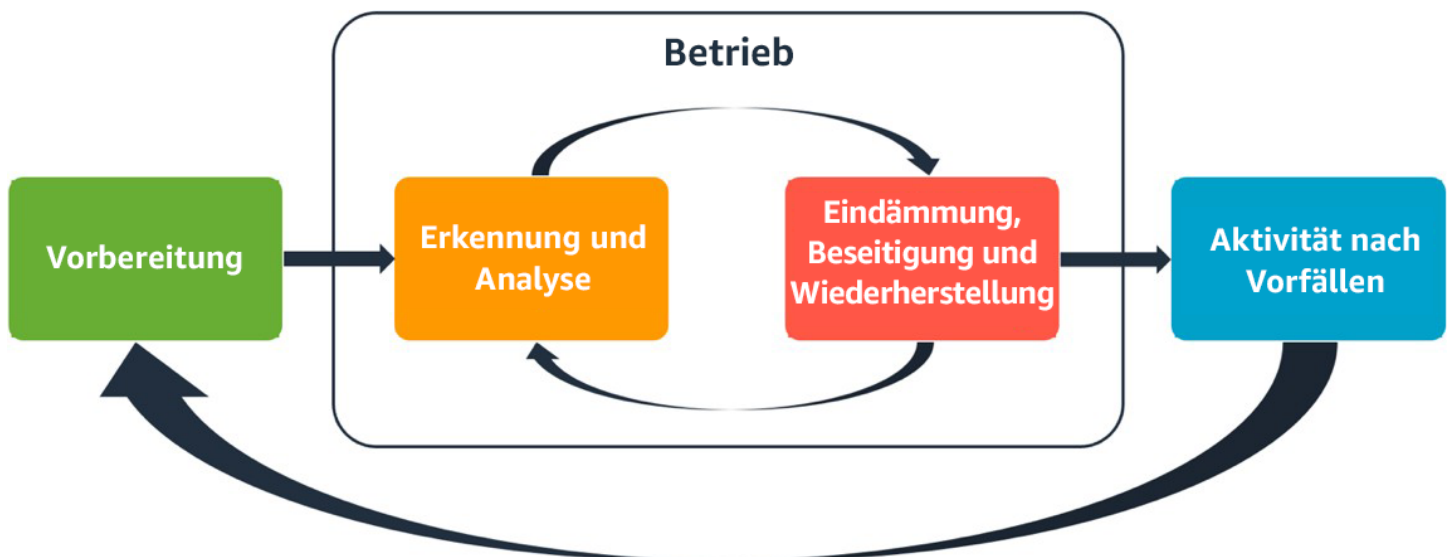 Betrieb
Vorbereitung
Erkennung und
Analyse
Eindämmung,
Beseitigung und
Wiederherstellung
Aktivität nach
Vorfällen